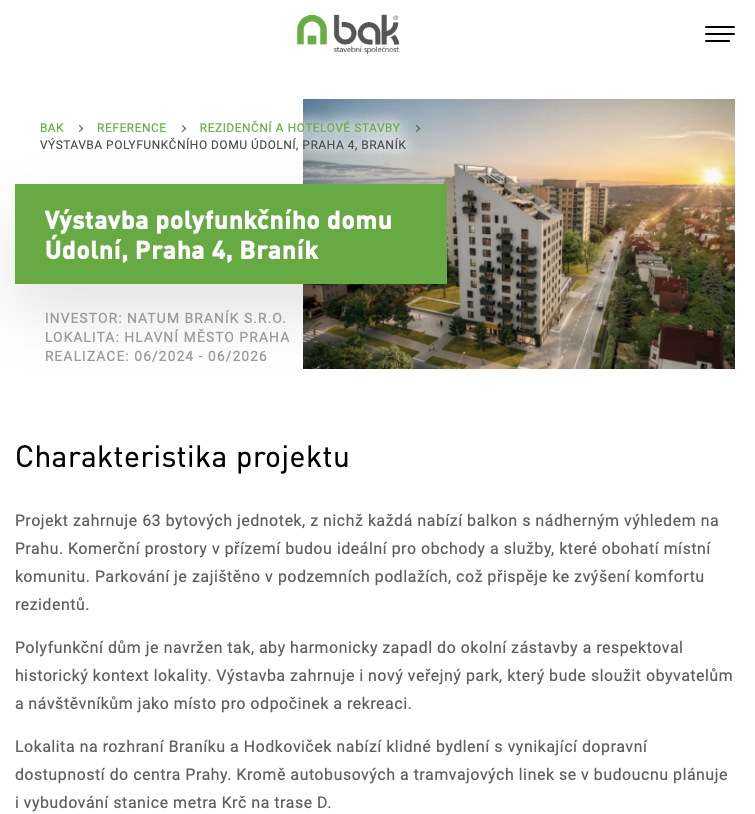 bak®
stavební společnost
BAK > REFERENCE > REZIDENČNÍ A HOTELOVÉ STAVBY >
VÝSTAVBA POLYFUNKČNÍHO DOMU ÚDOLNÍ, PRAHA 4, BRANÍK
Výstavba polyfunkčního domu
Údolní, Praha 4, Braník
INVESTOR: NATUM BRANÍK S.R.O.
LOKALITA: HLAVNÍ MĚSTO PRAHA
REALIZACE: 06/2024 - 06/2026
Charakteristika projektu
Projekt zahrnuje 63 bytových jednotek, z nichž každá nabízí balkon s nádherným výhledem na
Prahu. Komerční prostory v přízemí budou ideální pro obchody a služby, které obohatí místní
komunitu. Parkování je zajištěno v podzemních podlažích, což přispěje ke zvýšení komfortu
rezidentů.
Polyfunkční dům je navržen tak, aby harmonicky zapadl do okolní zástavby a respektoval
historický kontext lokality. Výstavba zahrnuje i nový veřejný park, který bude sloužit obyvatelům
a návštěvníkům jako místo pro odpočinek a rekreaci.
Lokalita na rozhraní Braníku a Hodkoviček nabízí klidné bydlení s vynikající dopravní
dostupností do centra Prahy. Kromě autobusových a tramvajových linek se v budoucnu plánuje
i vybudování stanice metra Krč na trase D.